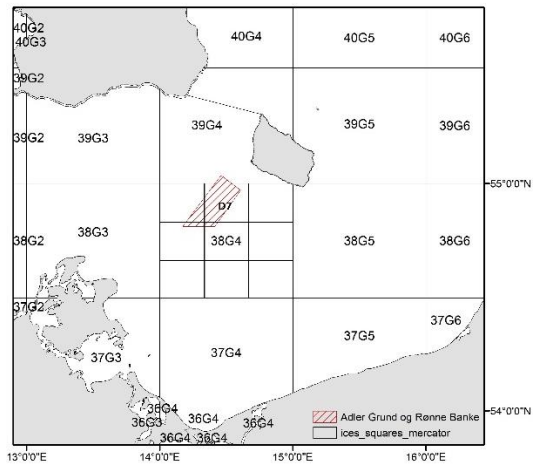 40G2
40G3
40G4
40G5
40G6
39G2
39G2
39G3
39G4
39G5
39G6
55°0'0"N
D7
38G2
38G3
38G4
38G5
38G6
37G2
37G3
37G4
37G5
37G6
36G4
36G3
36G4
36G4
36G4
36G4
54°0'0"N
Adler Grund og Rønne Banke
ices_squares_mercator
13°0'0"E
14°0'0"E
15°0'0"E
16°0'0"E